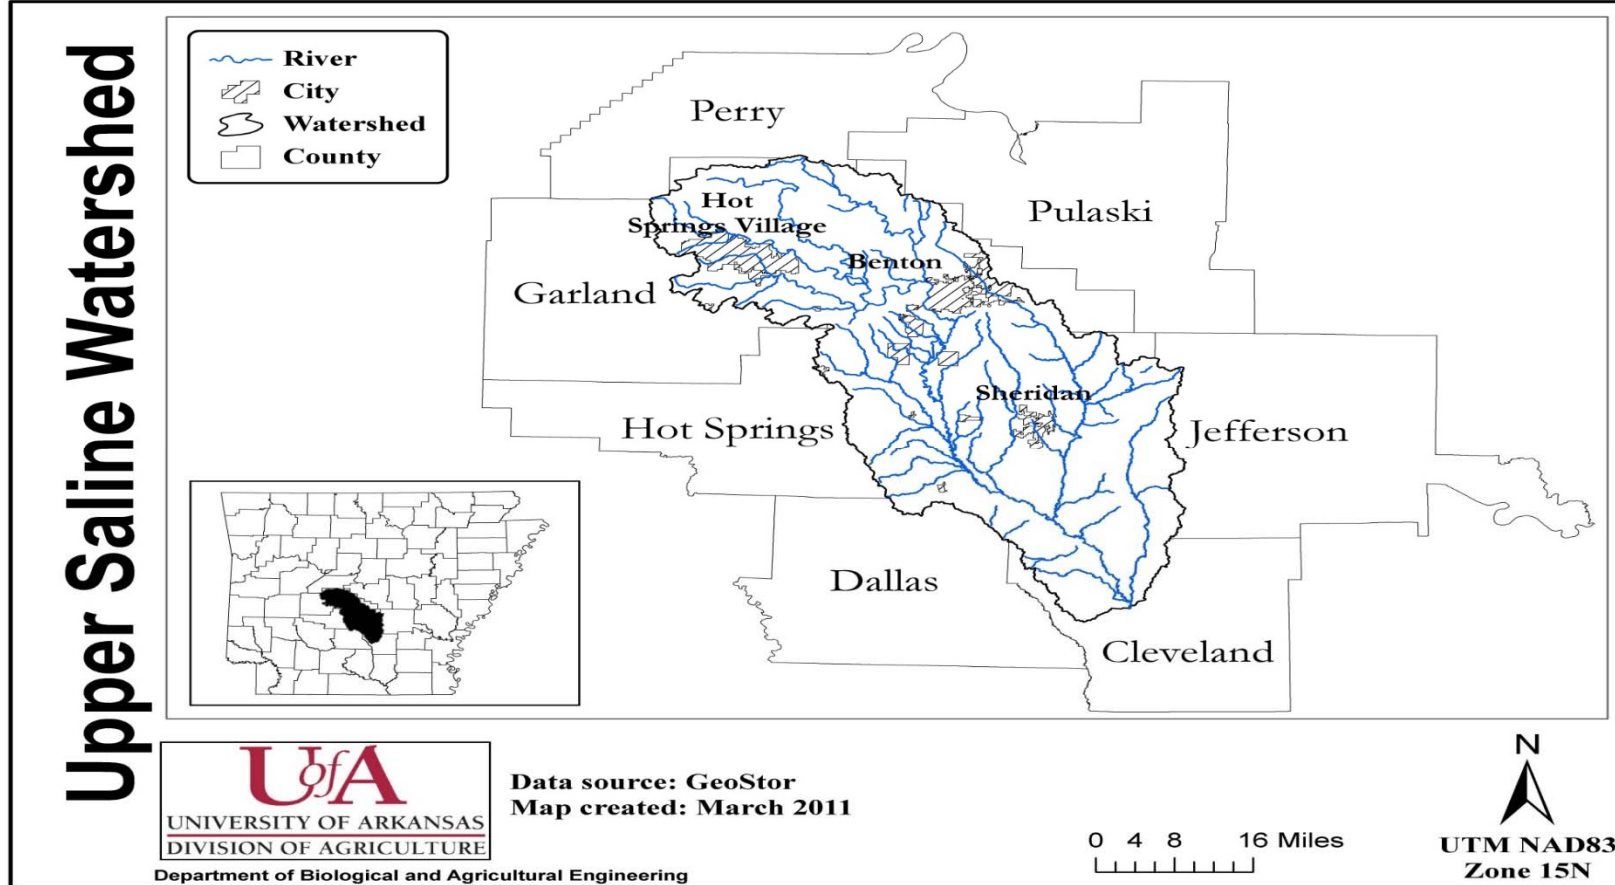 Upper Saline Watershed
River
City
Watershed
County
Perry
Pulaski
Hot
Springs Village
Benton
Garland
Sheridan
Hot Springs
Jefferson
Dallas
Cleveland
UofA
UNIVERSITY OF ARKANSAS
DIVISION OF AGRICULTURE
Department of Biological and Agricultural Engineering
Data source: GeoStor
Map created: March 2011
0 4 8 16 Miles
N
UTM NAD83
Zone 15N